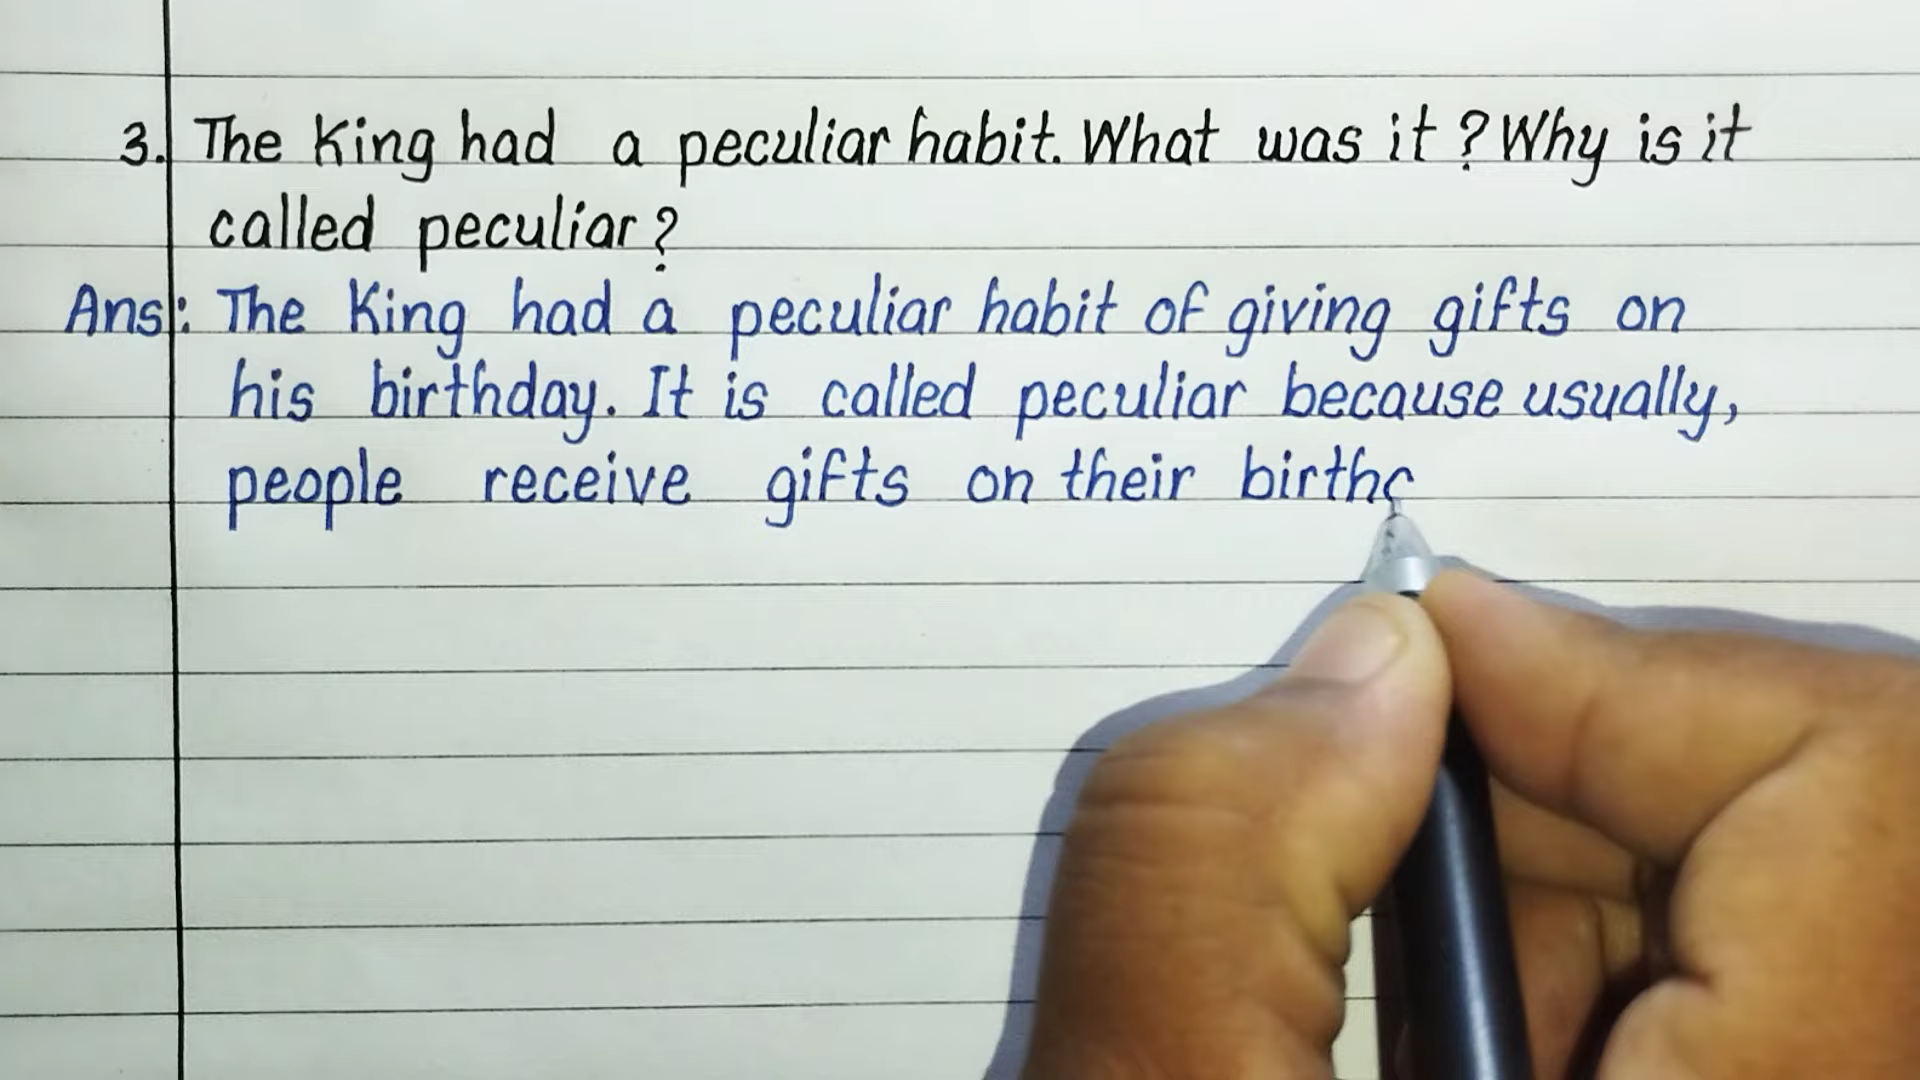 3. The King had a peculiar habit. What was it? Why is it
called peculiar?
Ans: The King had a peculiar habit of giving gifts on
his birthday. It is called peculiar because usually,
people receive gifts on their birthc